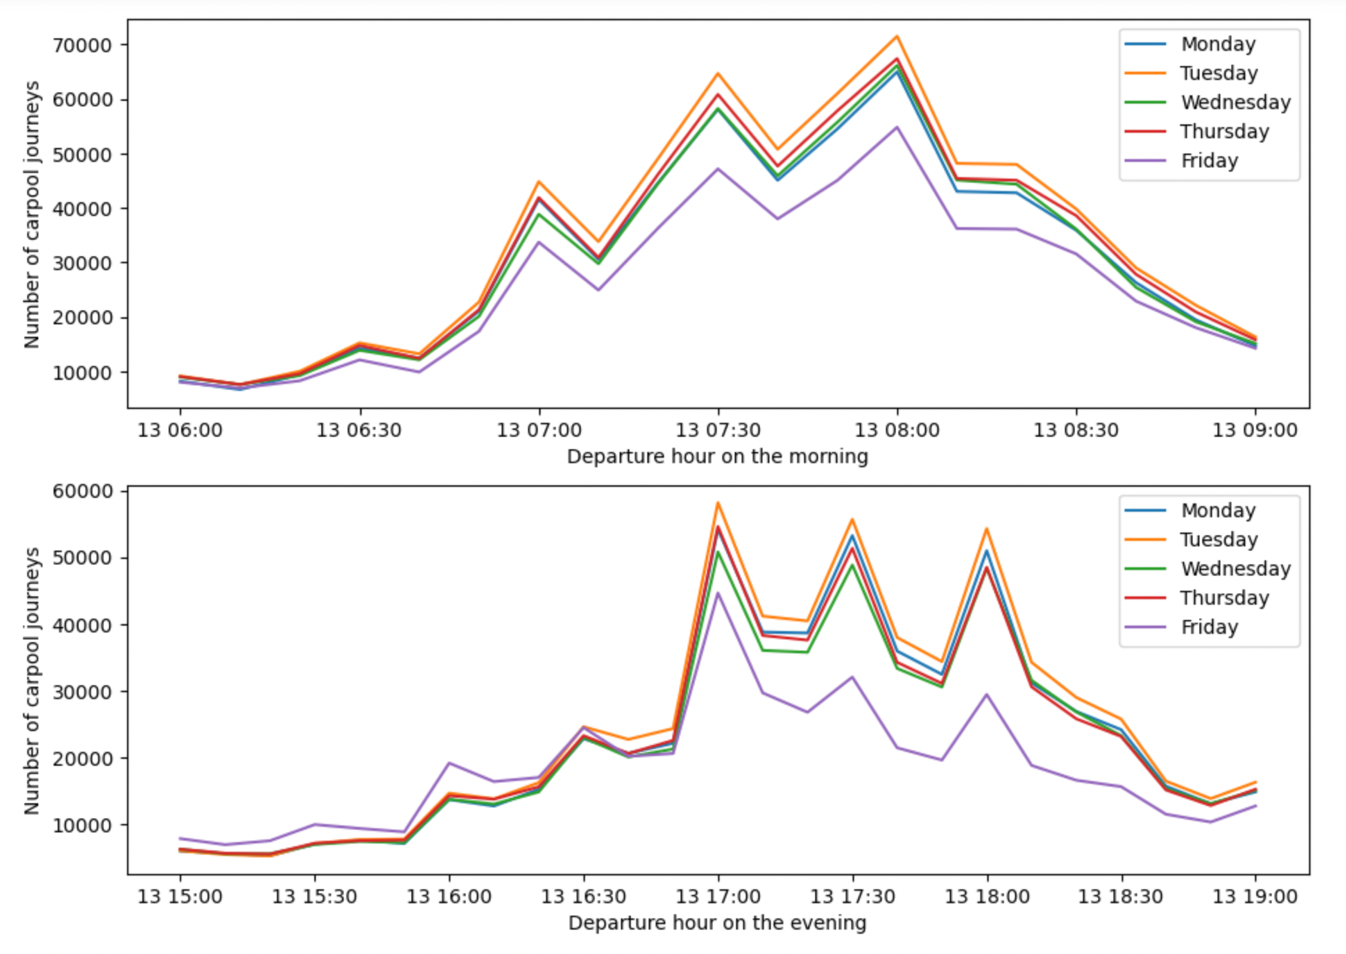 Number of carpool journeys
70000
60000
50000
40000
30000
20000
10000
Monday
Tuesday
Wednesday
Thursday
Friday
13 06:00 13 06:30 13 07:00 13 07:30 13 08:00 13 08:30 13 09:00
Departure hour on the morning
Number of carpool journeys
60000
50000
40000
30000
20000
10000
Monday
Tuesday
Wednesday
Thursday
Friday
13 15:00 13 15:30 13 16:00 13 16:30 13 17:00 13 17:30 13 18:00 13 18:30 13 19:00
Departure hour on the evening